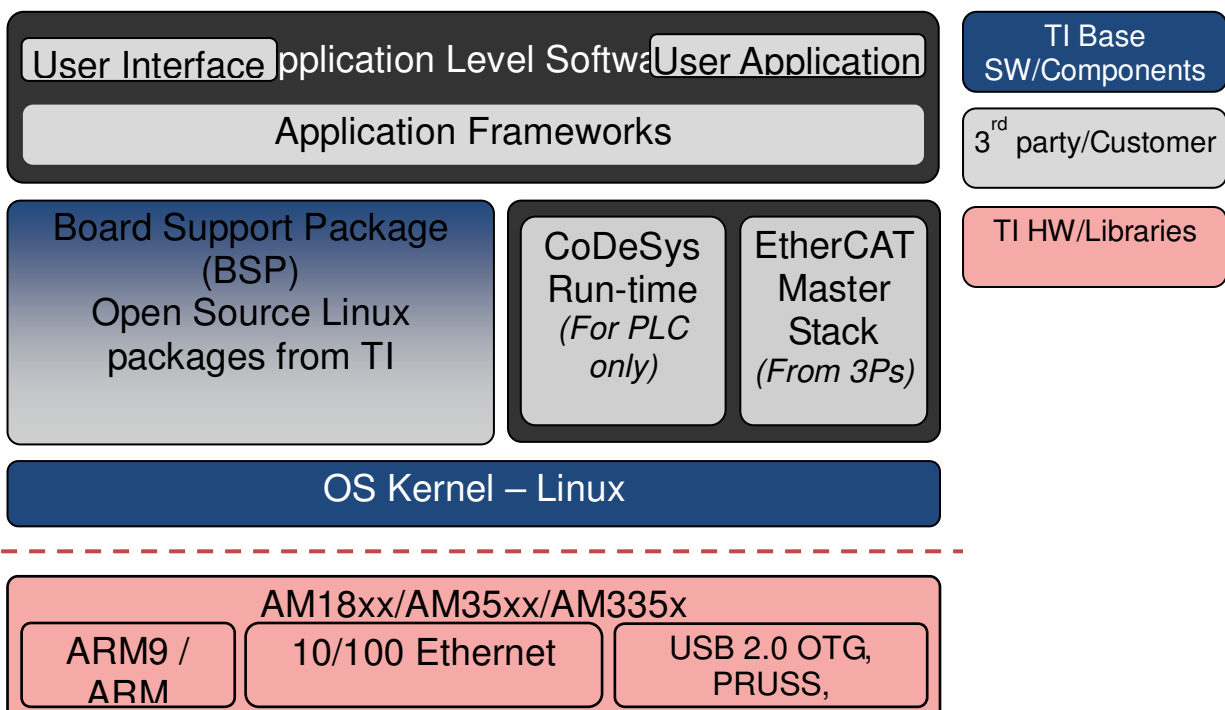 User Interface
pplication Level Softwa
User Application
Application Frameworks
Board Support Package
(BSP)
Open Source Linux
packages from TI
CoDeSys
Run-time
(For PLC
only)
EtherCAT
Master
Stack
(From 3Ps)
OS Kernel – Linux
AM18xx/AM35xx/AM335x
ARM9 /
ARM
10/100 Ethernet
USB 2.0 OTG,
PRUSS,
TI Base
SW/Components
3rd party/Customer
TI HW/Libraries